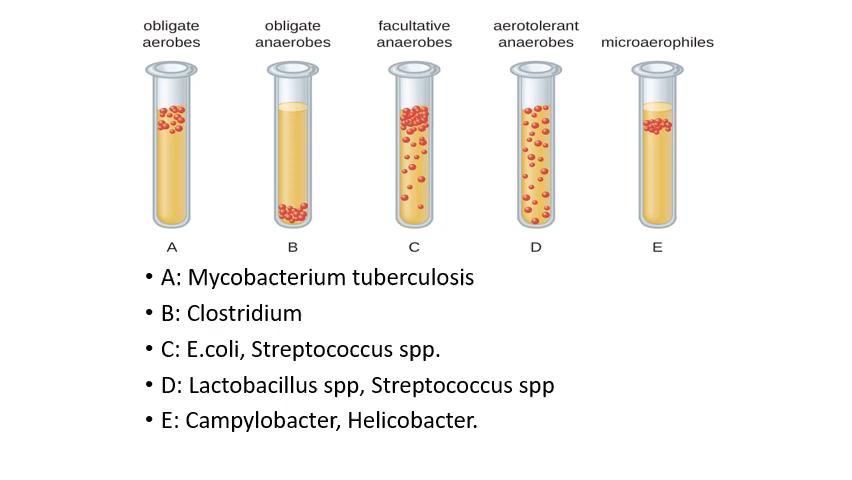 obligate
aerobes
obligate
anaerobes
facultative
anaerobes
aerotolerant
anaerobes
microaerophiles
A
B
C
D
E
• A: Mycobacterium tuberculosis
• B: Clostridium
• C: E.coli, Streptococcus spp.
• D: Lactobacillus spp, Streptococcus spp
• E: Campylobacter, Helicobacter.